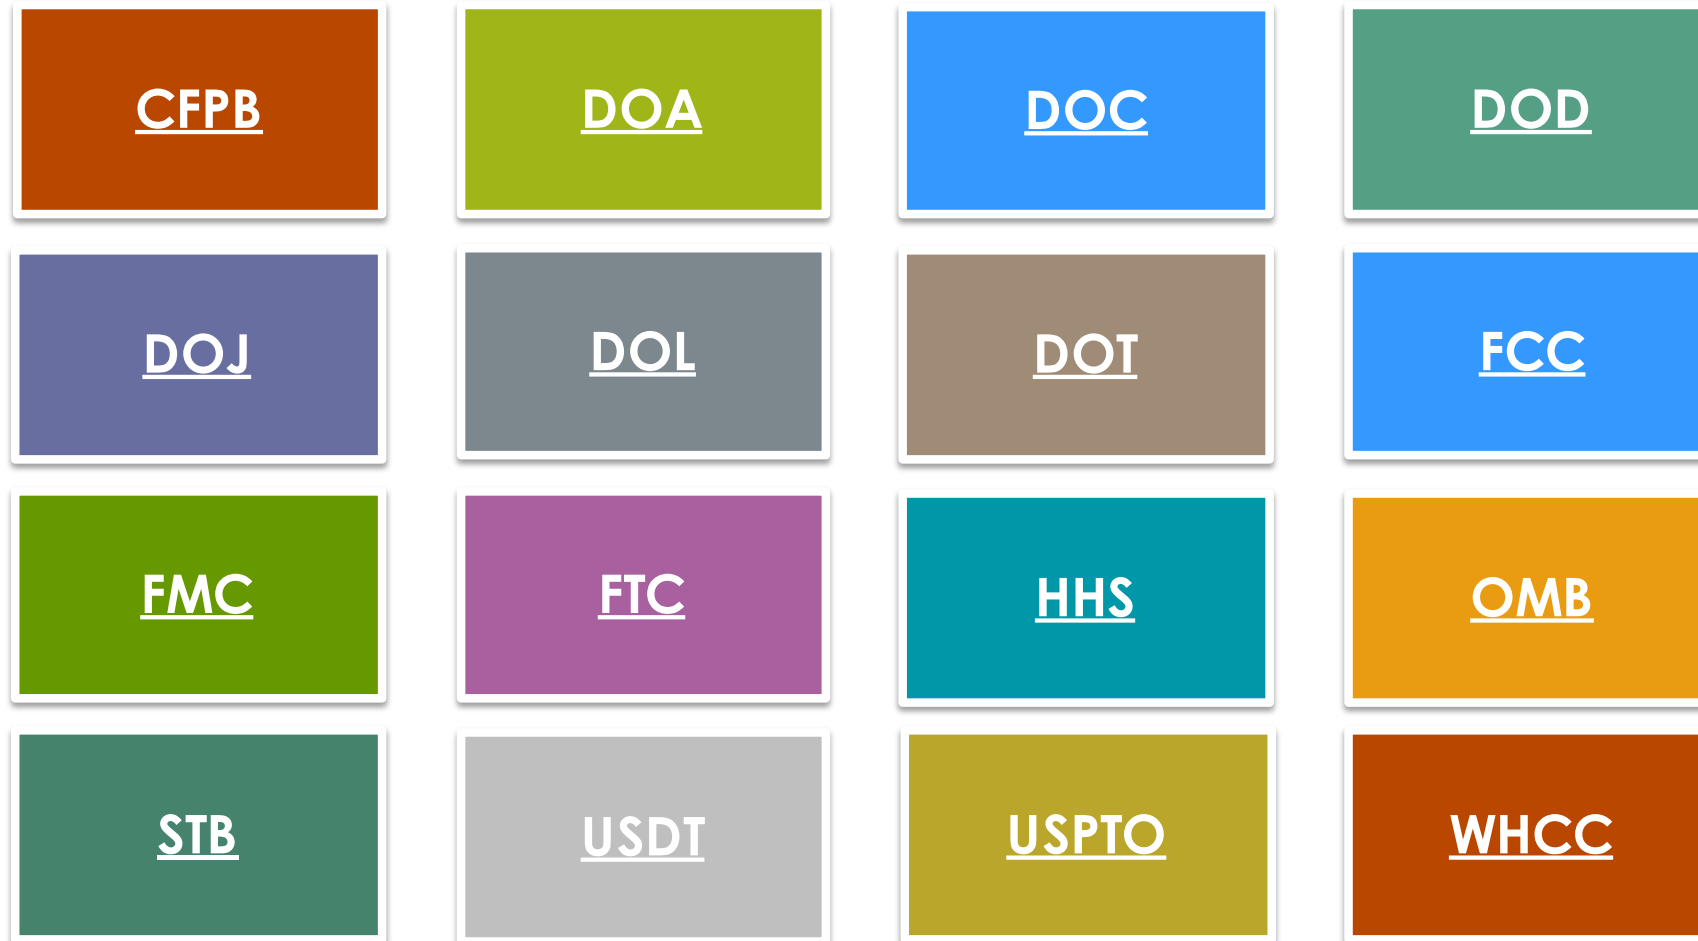 CFPB
DOA
DOC
DOD
DOJ
DOL
DOT
FCC
FMC
FTC
HHS
OMB
STB
USDT
USPTO
WHCC